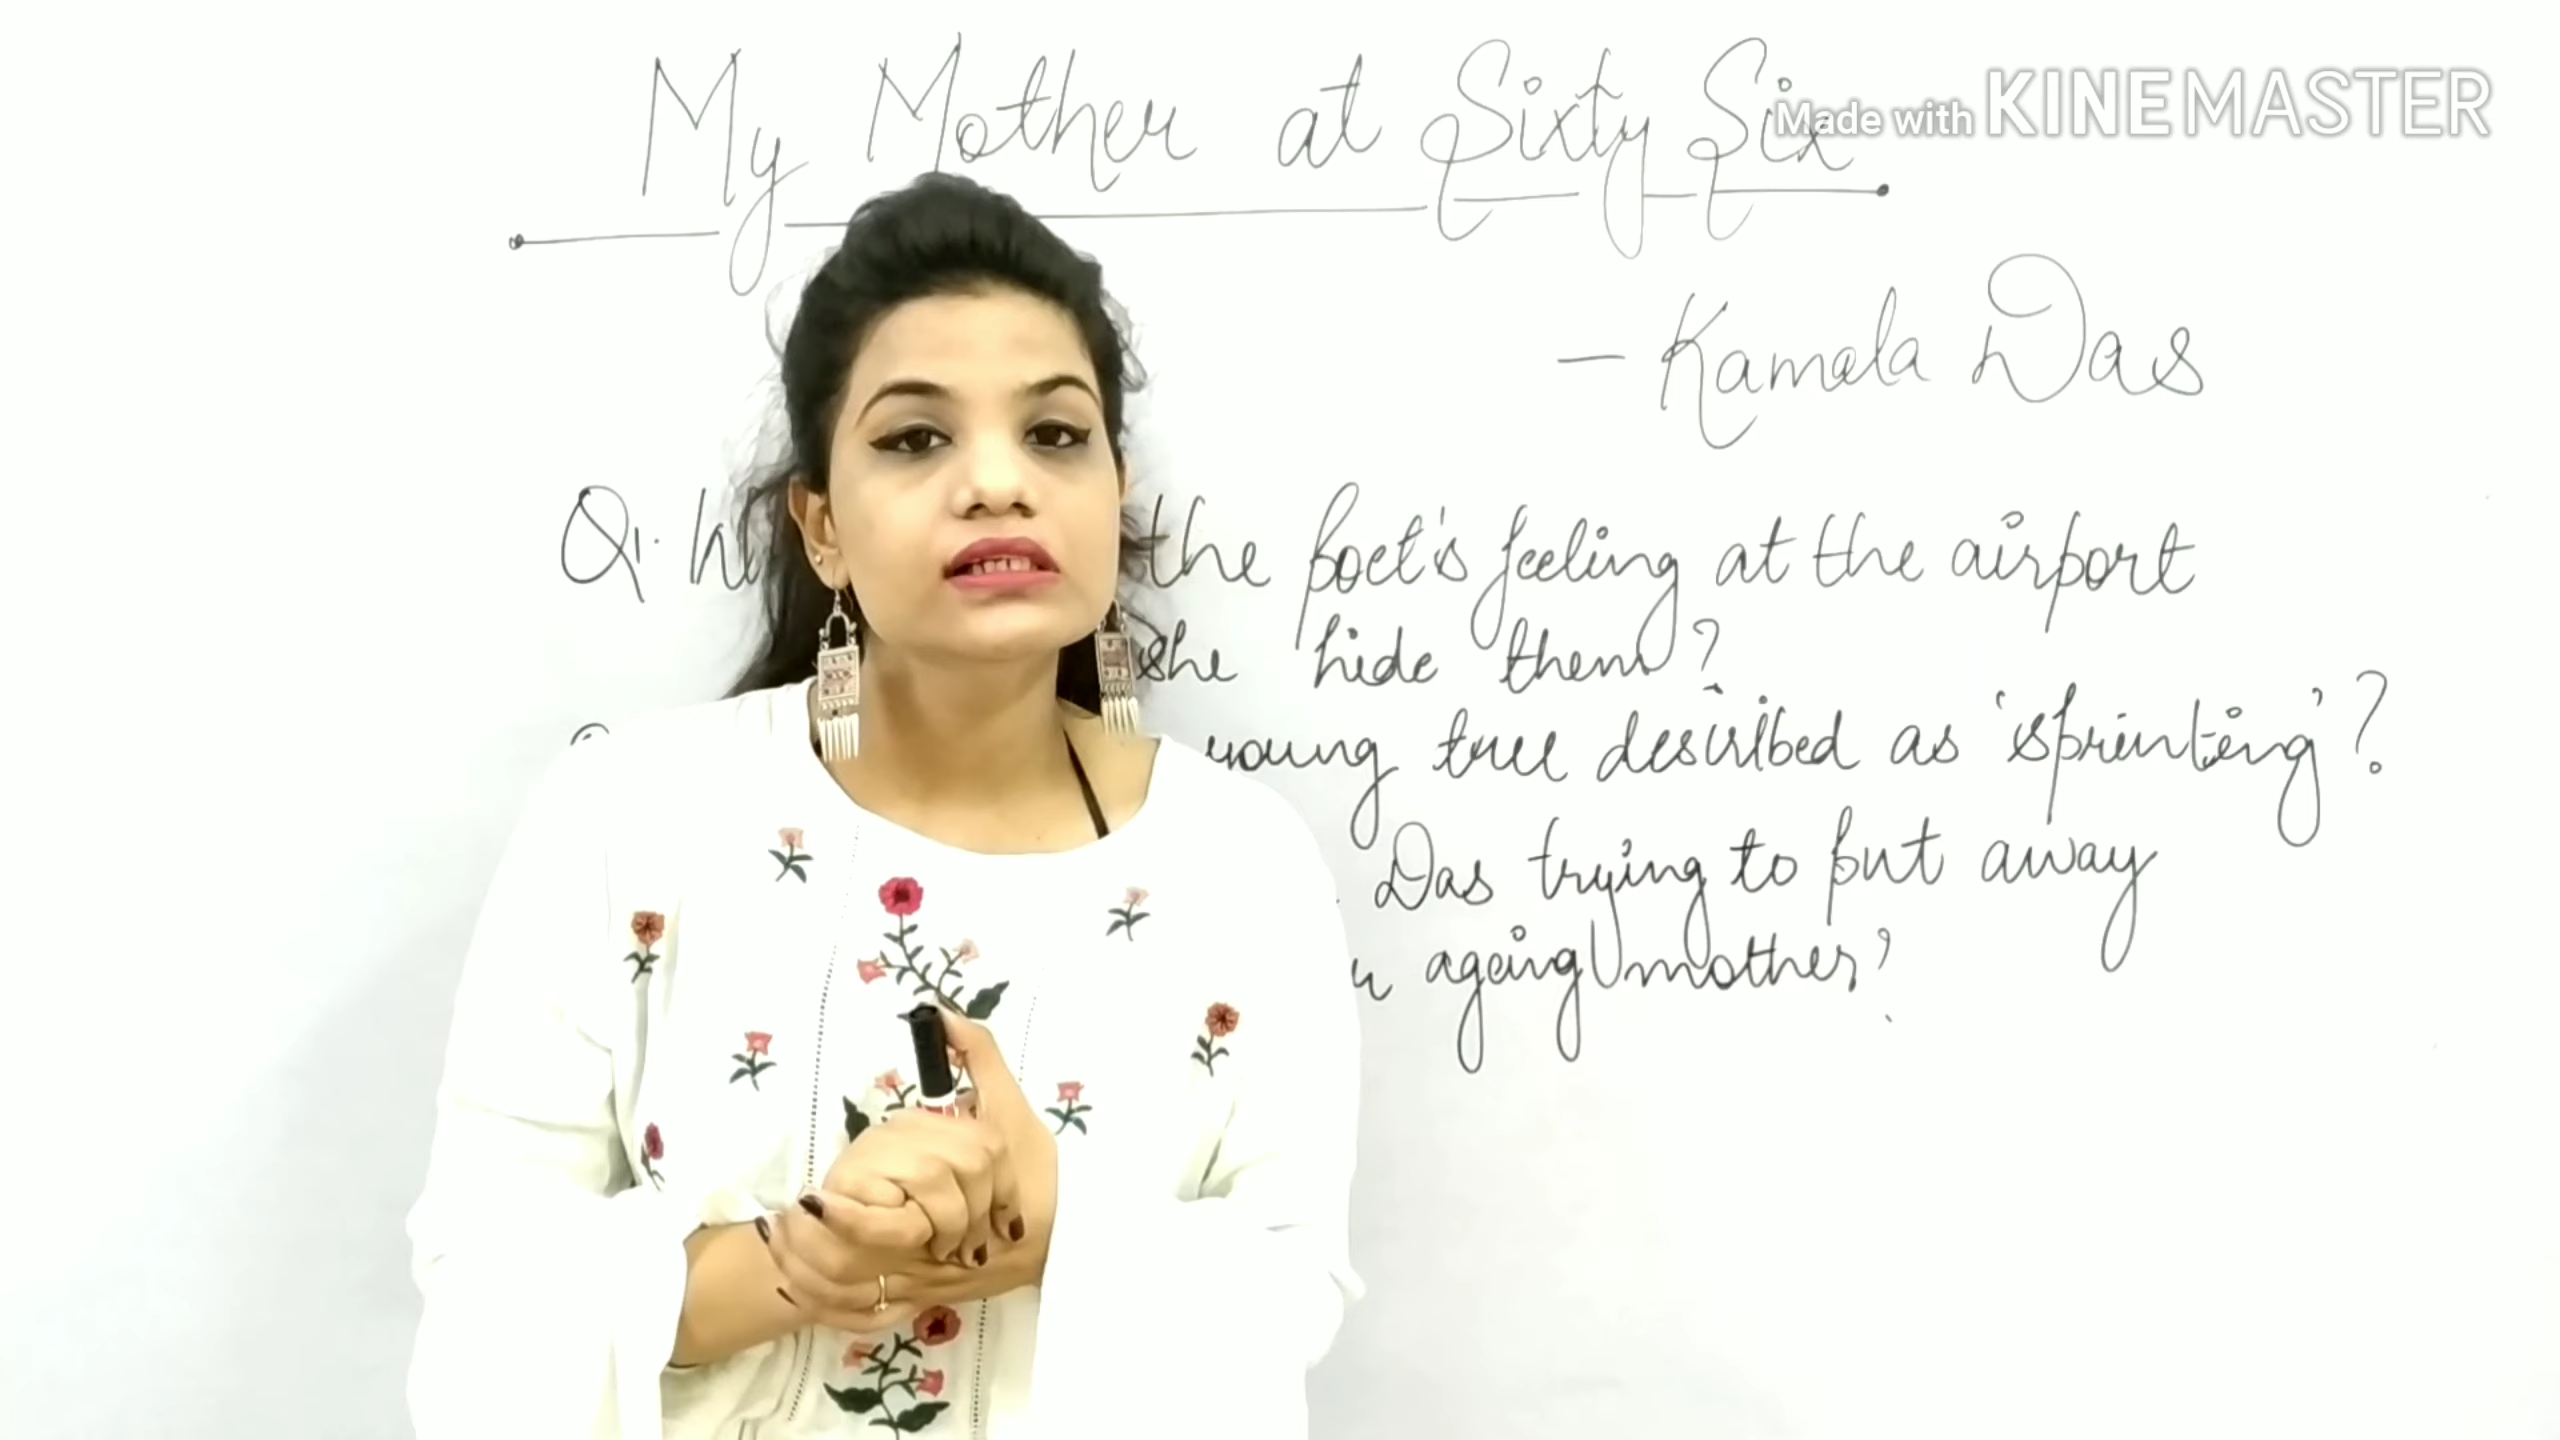 My Mother at Sixty Six
Made with KINEMASTER
- Kamala Das
Q1. the poet's feeling at the airport
she hide them?
young tree described as 'sprinting'?
Das trying to put away
ageing mother?